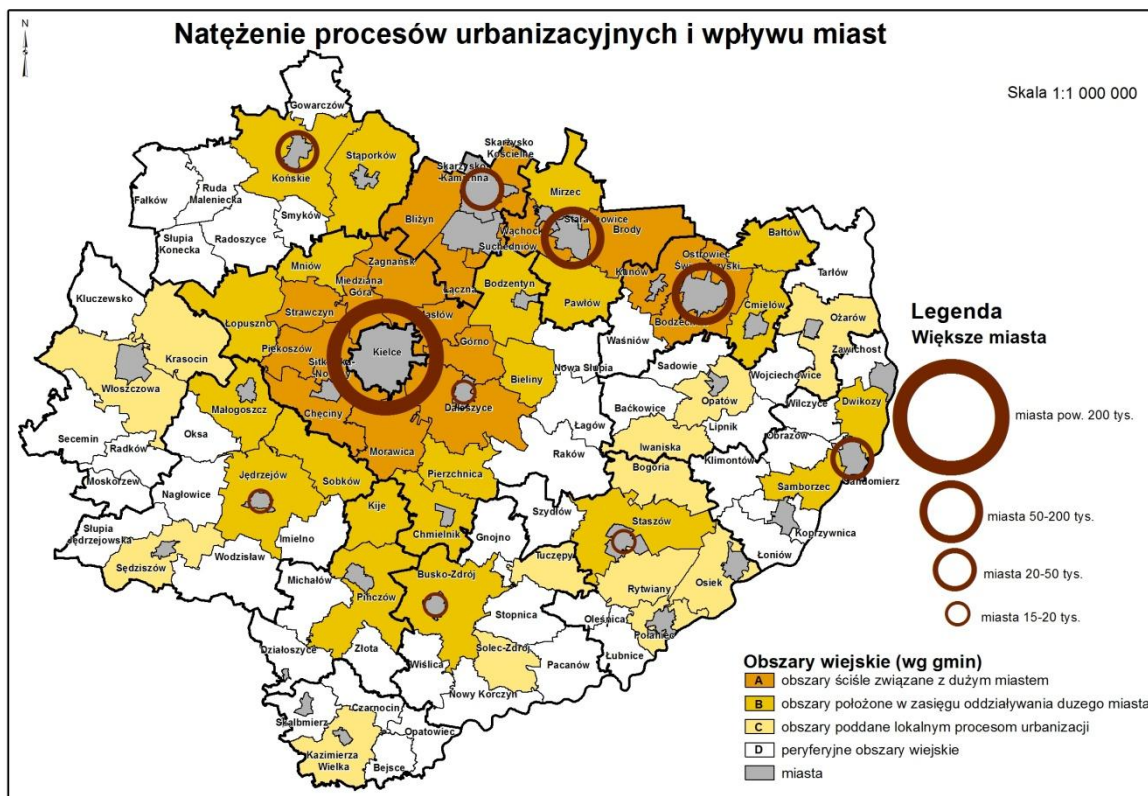 N
Natężenie procesów urbanizacyjnych i wpływu miast
Skala 1:1 000 000
Gowarczów
Końskie
Stąporków
Fałków
Ruda
Maleniecka
Smyków
Słupia
Konecka
Radoszyce
Skarżysko
Kościelne
Skarżysko
Kamienna
Bliżyn
Mirzec
Starachowice
Brody
Wąchock
Suchedniów
Mniów
Zagnańsk
Miedziana
Góra
Łączna
Bodzentyn
Pawłów
Kunów
Ostrowiec
Świętokrzyski
Bodzech
Bałtów
Ćmielów
Tarłów
Ożarów
Kluczewsko
Łopuszno
Strawczyn
Masłów
Piekoszów
Kielce
Górno
Sitkówka-
Nowiny
Krasocin
Włoszczowa
Małogoszcz
Chęciny
Daleszyce
Bieliny
Nowa Słupia
Waśniów
Sadowie
Wojciechowice
Zawichost
Opatów
Wilczyce
Dwikozy
Baćkowice
Lipnik
Obrazów
Secemin
Radków
Oksa
Morawica
Łagów
Raków
Iwaniska
Klimontów
Bogoria
Samborzec
Sandomierz
Moskorzew
Nagłowice
Jędrzejów
Sobków
Pierzchnica
Kije
Chmielnik
Gnojno
Szydłów
Staszów
Koprzywnica
Łoniów
Słupia
Jędrzejowska
Sędziszów
Wodzisław
Imielno
Michałów
Pińczów
Busko-Zdrój
Tuczępy
Rytwiany
Osiek
Stopnica
Oleśnica
Połaniec
Łubnice
Działoszyce
Złota
Wiślica
Solec-Zdrój
Pacanów
Nowy Korczyn
Skalbmierz
Czarnocin
Opatowiec
Kazimierza
Wielka
Bejsce
Legenda
Większe miasta
miasta pow. 200 tys.
miasta 50-200 tys.
miasta 20-50 tys.
miasta 15-20 tys.
Obszary wiejskie (wg gmin)
A obszary ściśle związane z dużym miastem
B obszary położone w zasięgu oddziaływania duzego miasta
C obszary poddane lokalnym procesom urbanizacji
D peryferyjne obszary wiejskie
miasta